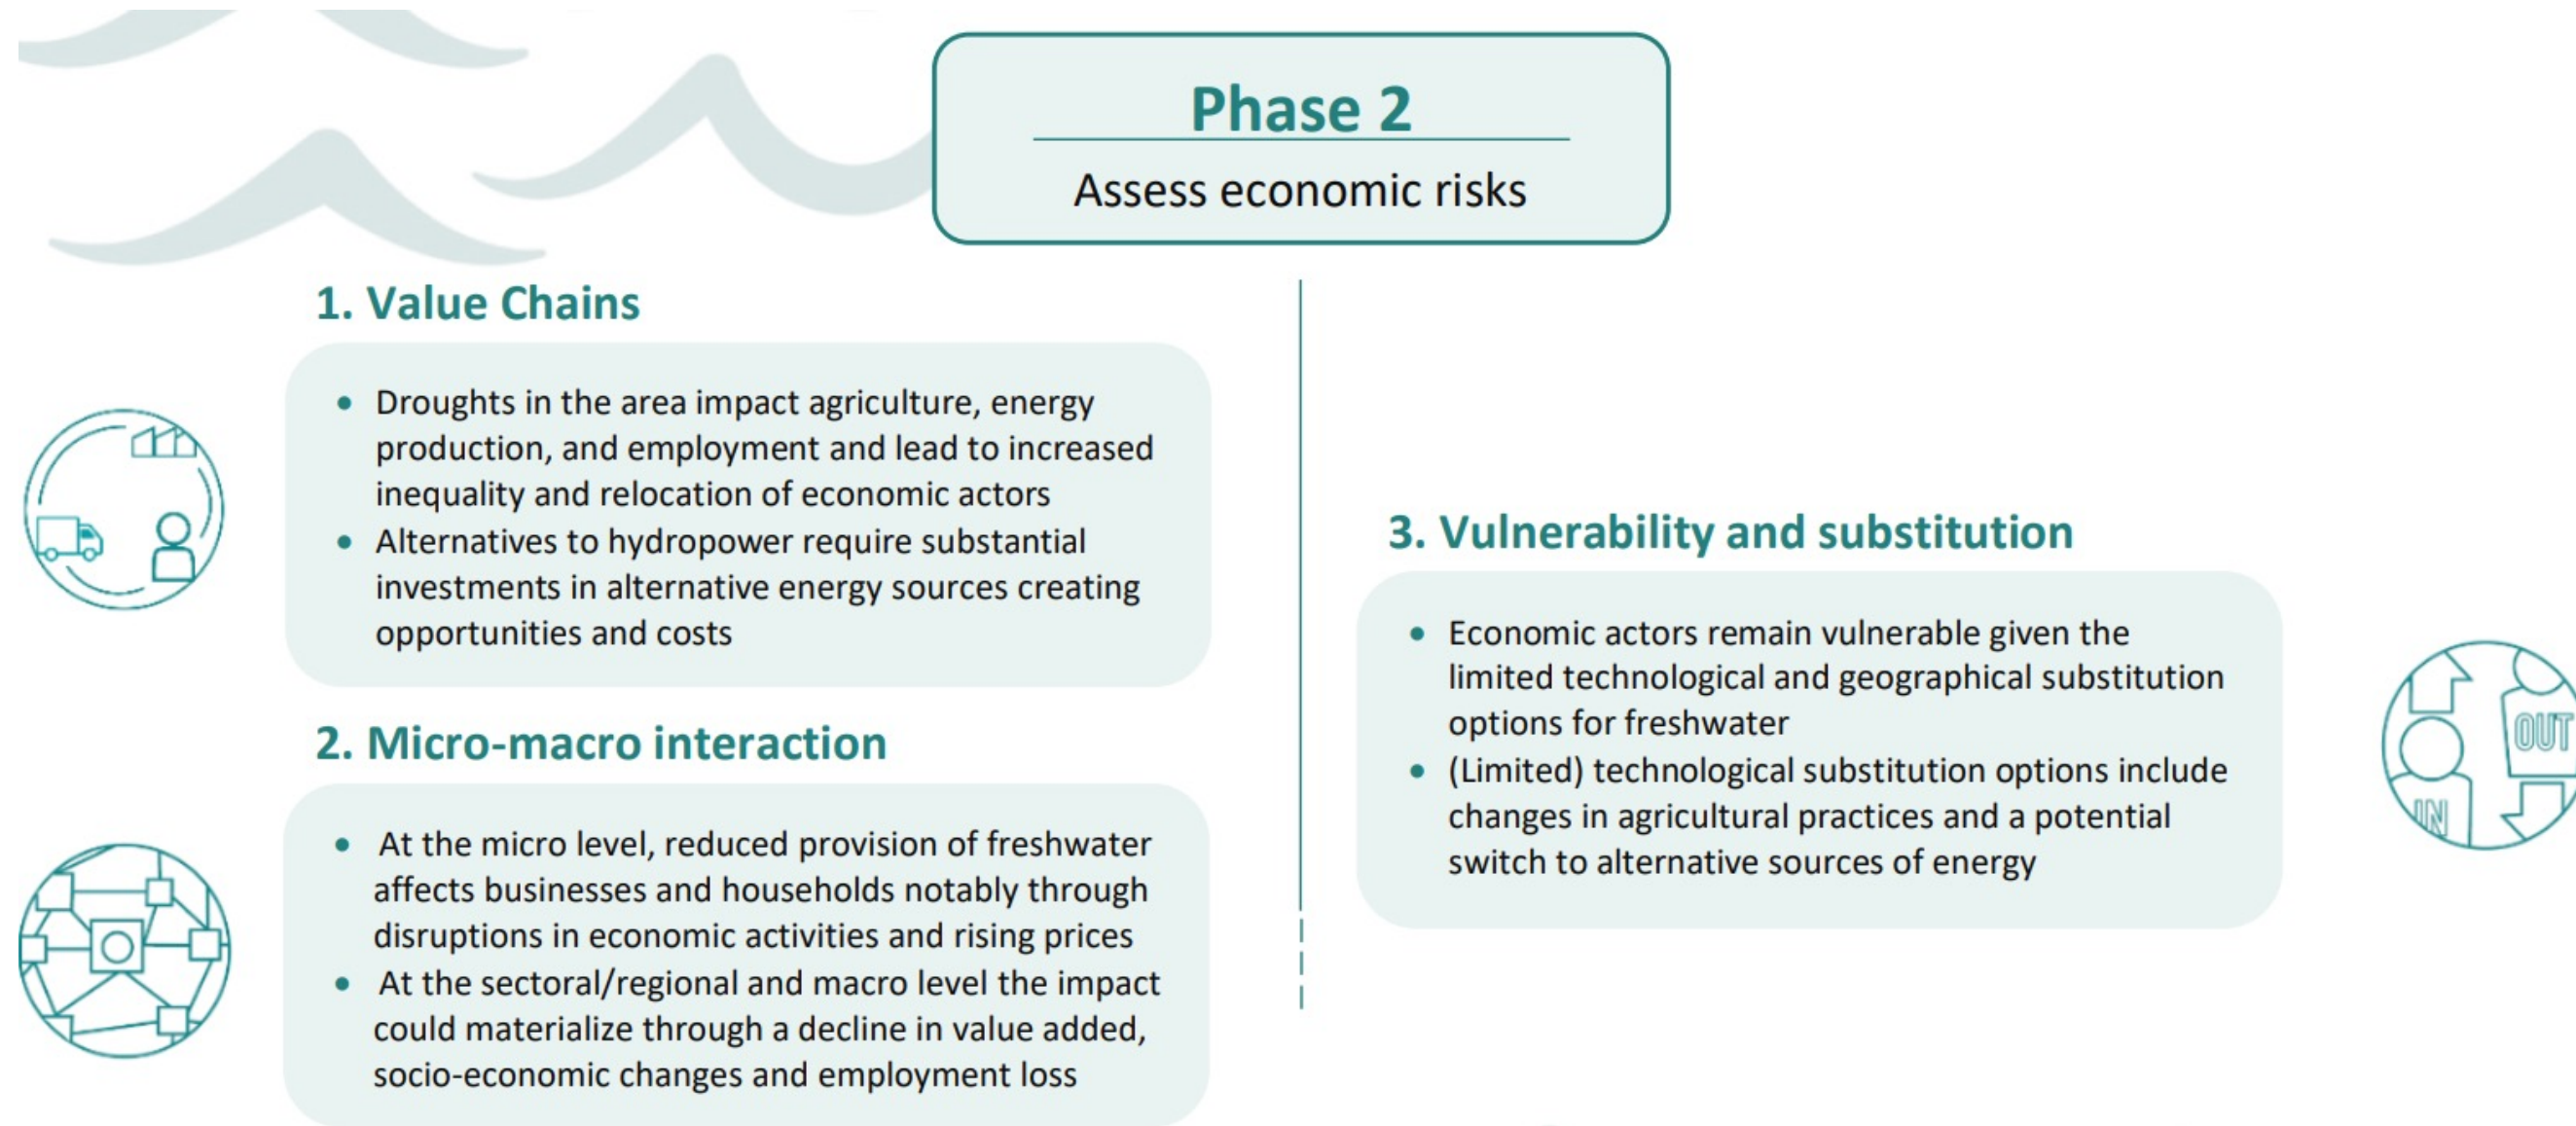 Phase 2
Assess economic risks
1. Value Chains
• Droughts in the area impact agriculture, energy
production, and employment and lead to increased
inequality and relocation of economic actors
• Alternatives to hydropower require substantial
investments in alternative energy sources creating
opportunities and costs
2. Micro-macro interaction
• At the micro level, reduced provision of freshwater
affects businesses and households notably through
disruptions in economic activities and rising prices
• At the sectoral/regional and macro level the impact
could materialize through a decline in value added,
socio-economic changes and employment loss
3. Vulnerability and substitution
• Economic actors remain vulnerable given the
limited technological and geographical substitution
options for freshwater
• (Limited) technological substitution options include
changes in agricultural practices and a potential
switch to alternative sources of energy
OUT
IN